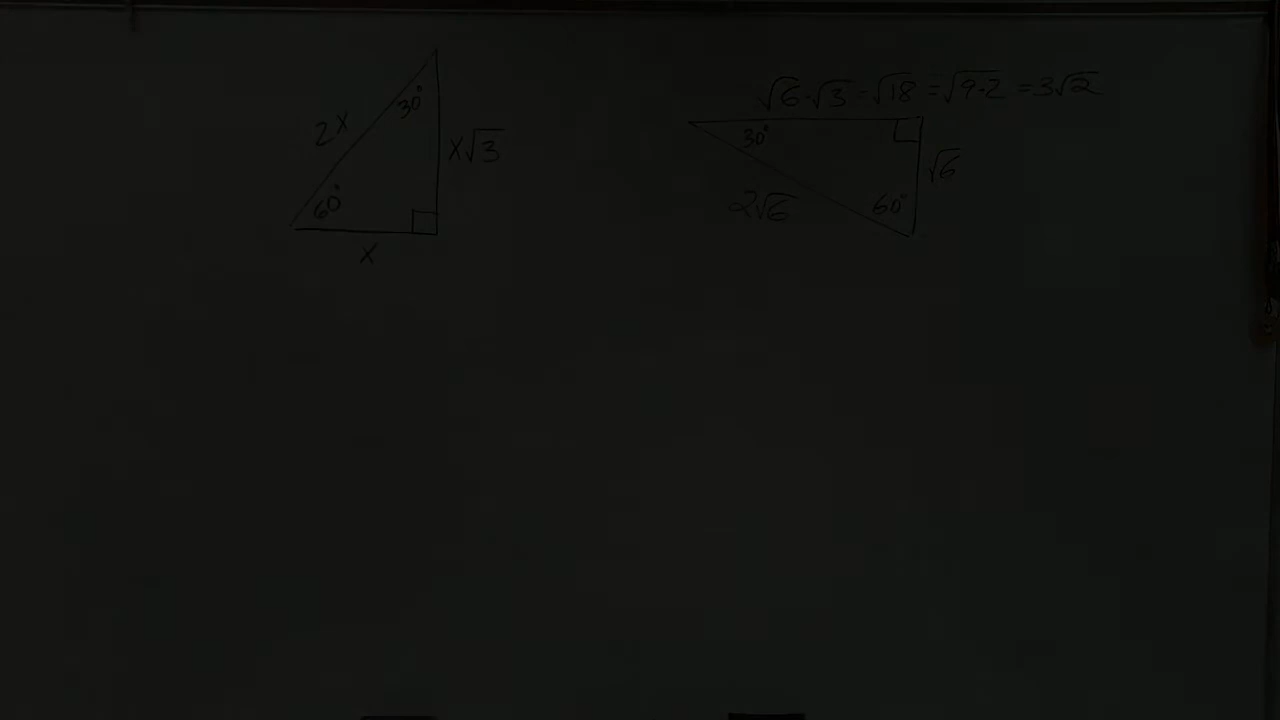 √6·√3 = √18 = √9·2 = 3√2
30°
2x
x√3
60°
x
30°
√6
2√6
60°